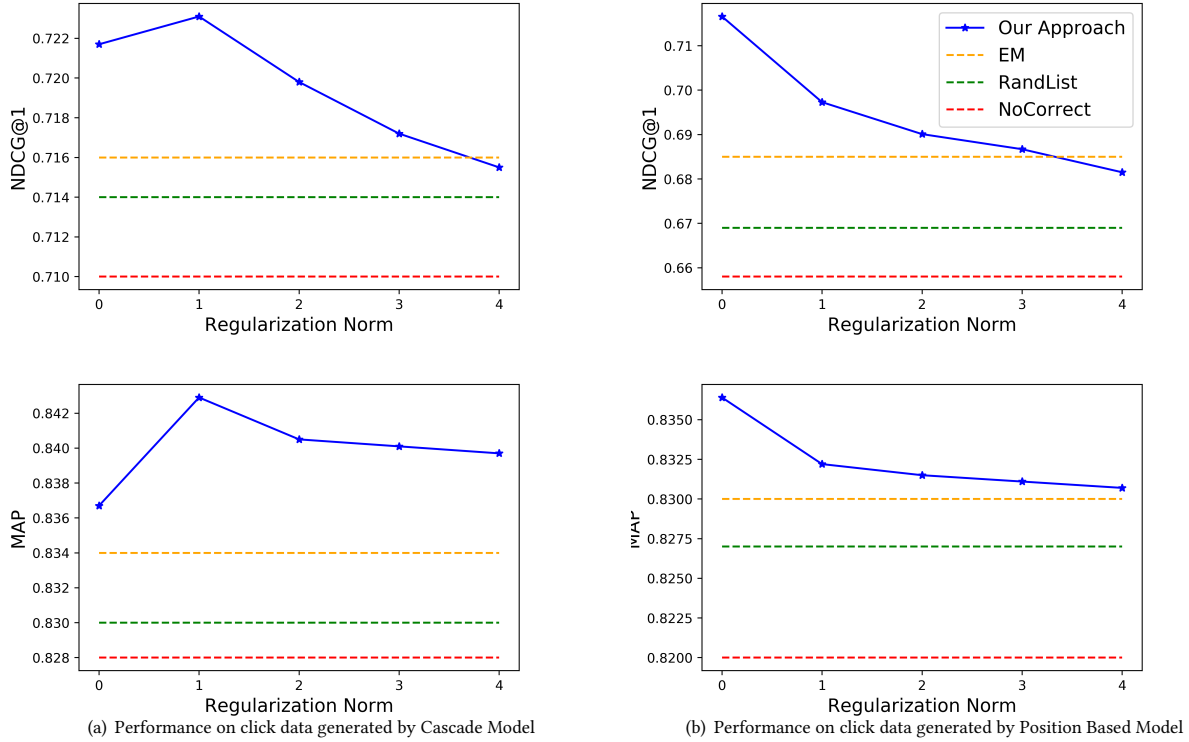 0.722
0.720
0.718
0.716
0.714
0.712
0.710
NDCG@1
0 1 2 3 4
Regularization Norm
0.71
0.70
0.69
0.68
0.67
0.66
NDCG@1
Our Approach
EM
RandList
NoCorrect
0 1 2 3 4
Regularization Norm
0.842
0.840
0.838
0.836
0.834
0.832
0.830
0.828
MAP
0 1 2 3 4
Regularization Norm
(a) Performance on click data generated by Cascade Model
0.8350
0.8325
0.8300
0.8275
0.8250
0.8225
0.8200
MAP
0 1 2 3 4
Regularization Norm
(b) Performance on click data generated by Position Based Model